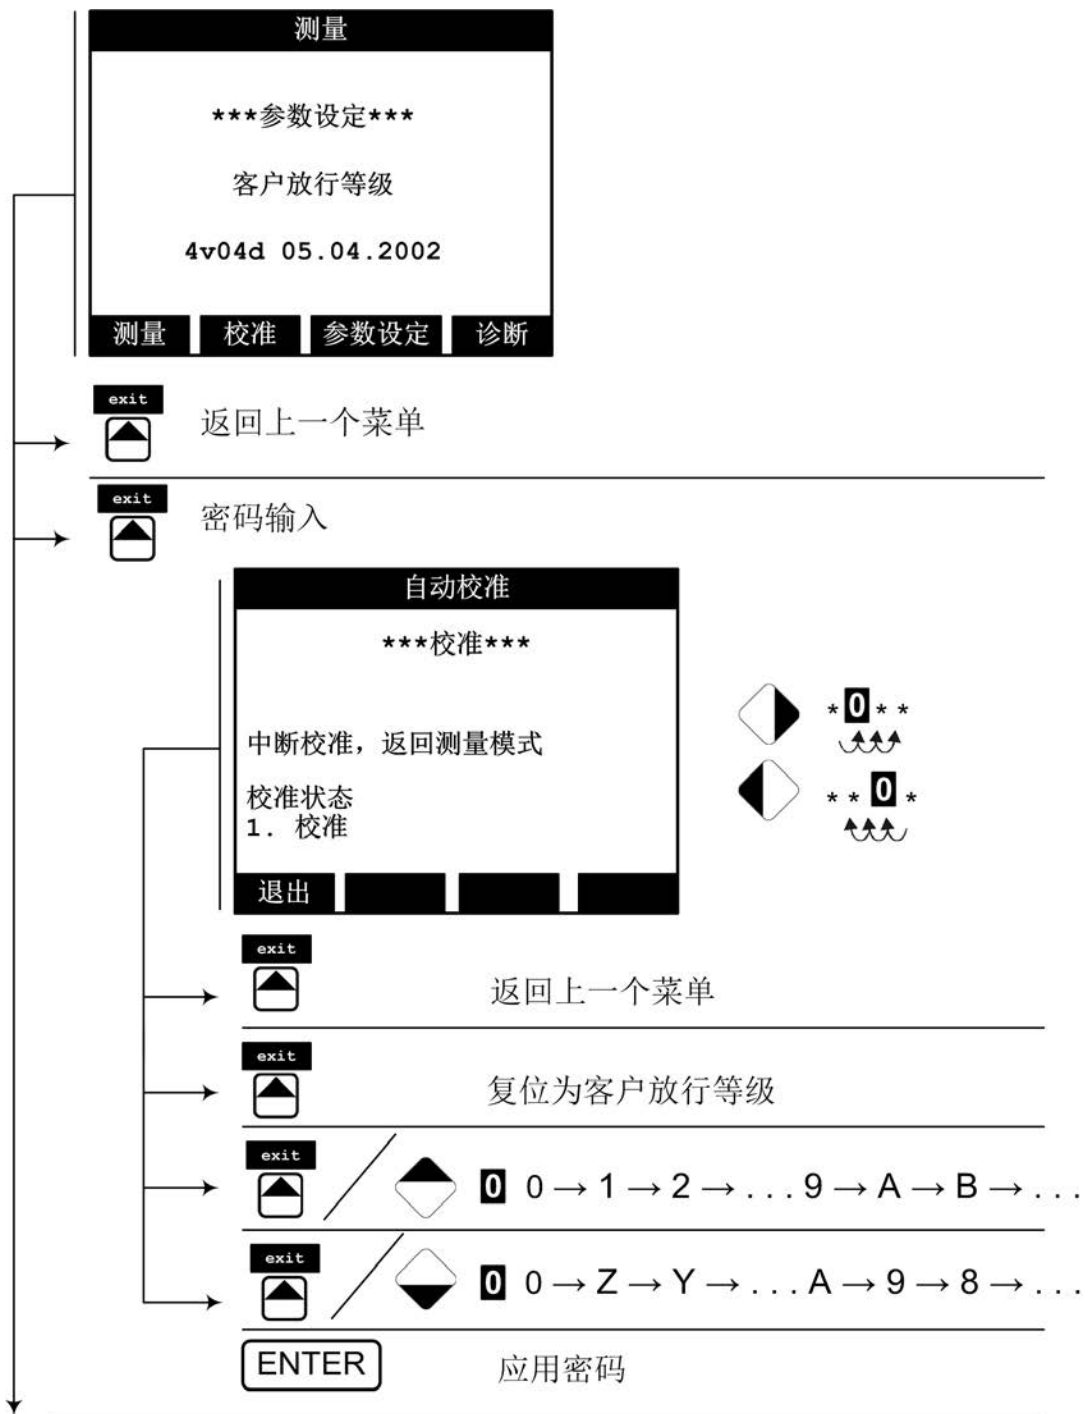 测量
***参数设定***
客户放行等级
4v04d 05.04.2002
测量 校准 参数设定 诊断
exit
返回上一个菜单
exit
密码输入
自动校准
***校准***
*0**
中断校准，返回测量模式
**0*
校准状态
1. 校准
退出
exit
返回上一个菜单
exit
复位为客户放行等级
exit
0 0→1→2→...9→A→B→...
exit
0 0→Z→Y→...A→9→8→...
ENTER 应用密码